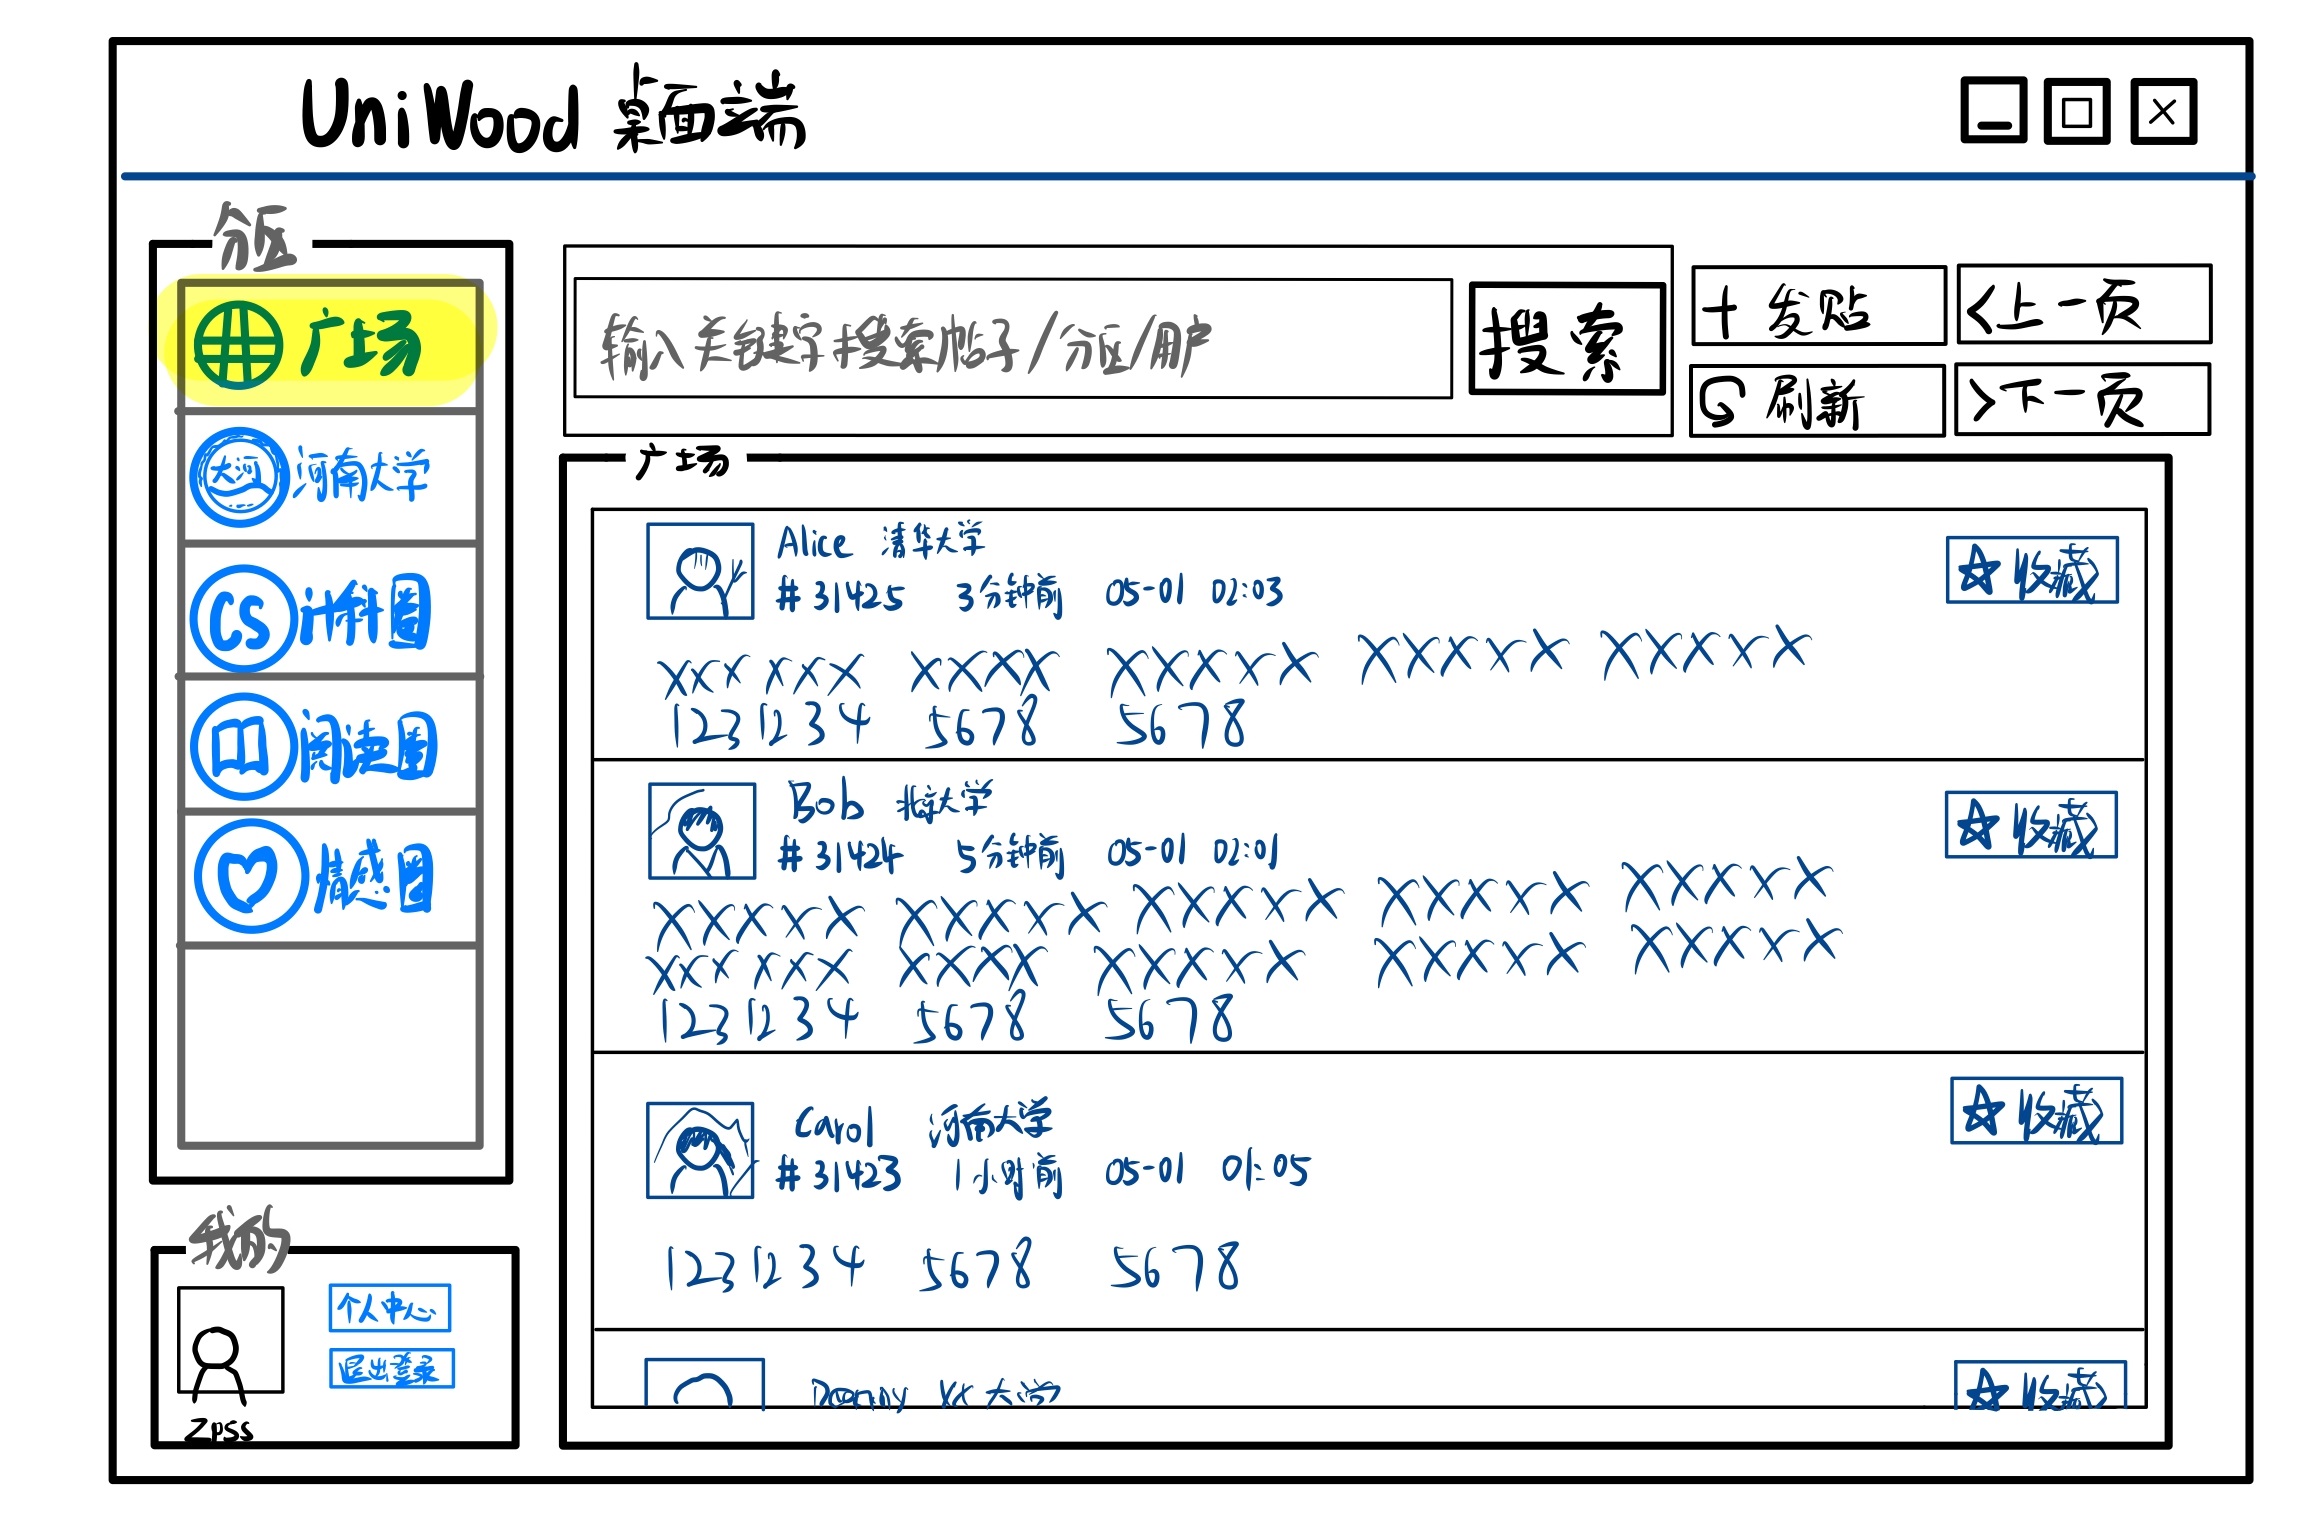 UniWood 桌面端
分区
广场
大河 河南大学
CS 计科圈
阅读圈
情感圈
我的
个人中心
退出登录
zpss
输入关键字搜索帖子/分区/用户
搜索
+ 发贴
<上一页
刷新
>下一页
广场
Alice 清华大学
#31425 3分钟前 05-01 02:03
☆收藏
xxx xxx xxxx xxxxx xxxxx xxxxx
1231234 5678 5678
Bob 北京大学
#31424 5分钟前 05-01 02:01
☆收藏
xxxxx xxxxx xxxxx xxxxx xxxxx
xxx xxx xxxx xxxxx xxxxx xxxxx
1231234 5678 5678
Carol 河南大学
#31423 1小时前 05-01 01:05
☆收藏
1231234 5678 5678
xx大学
☆收藏